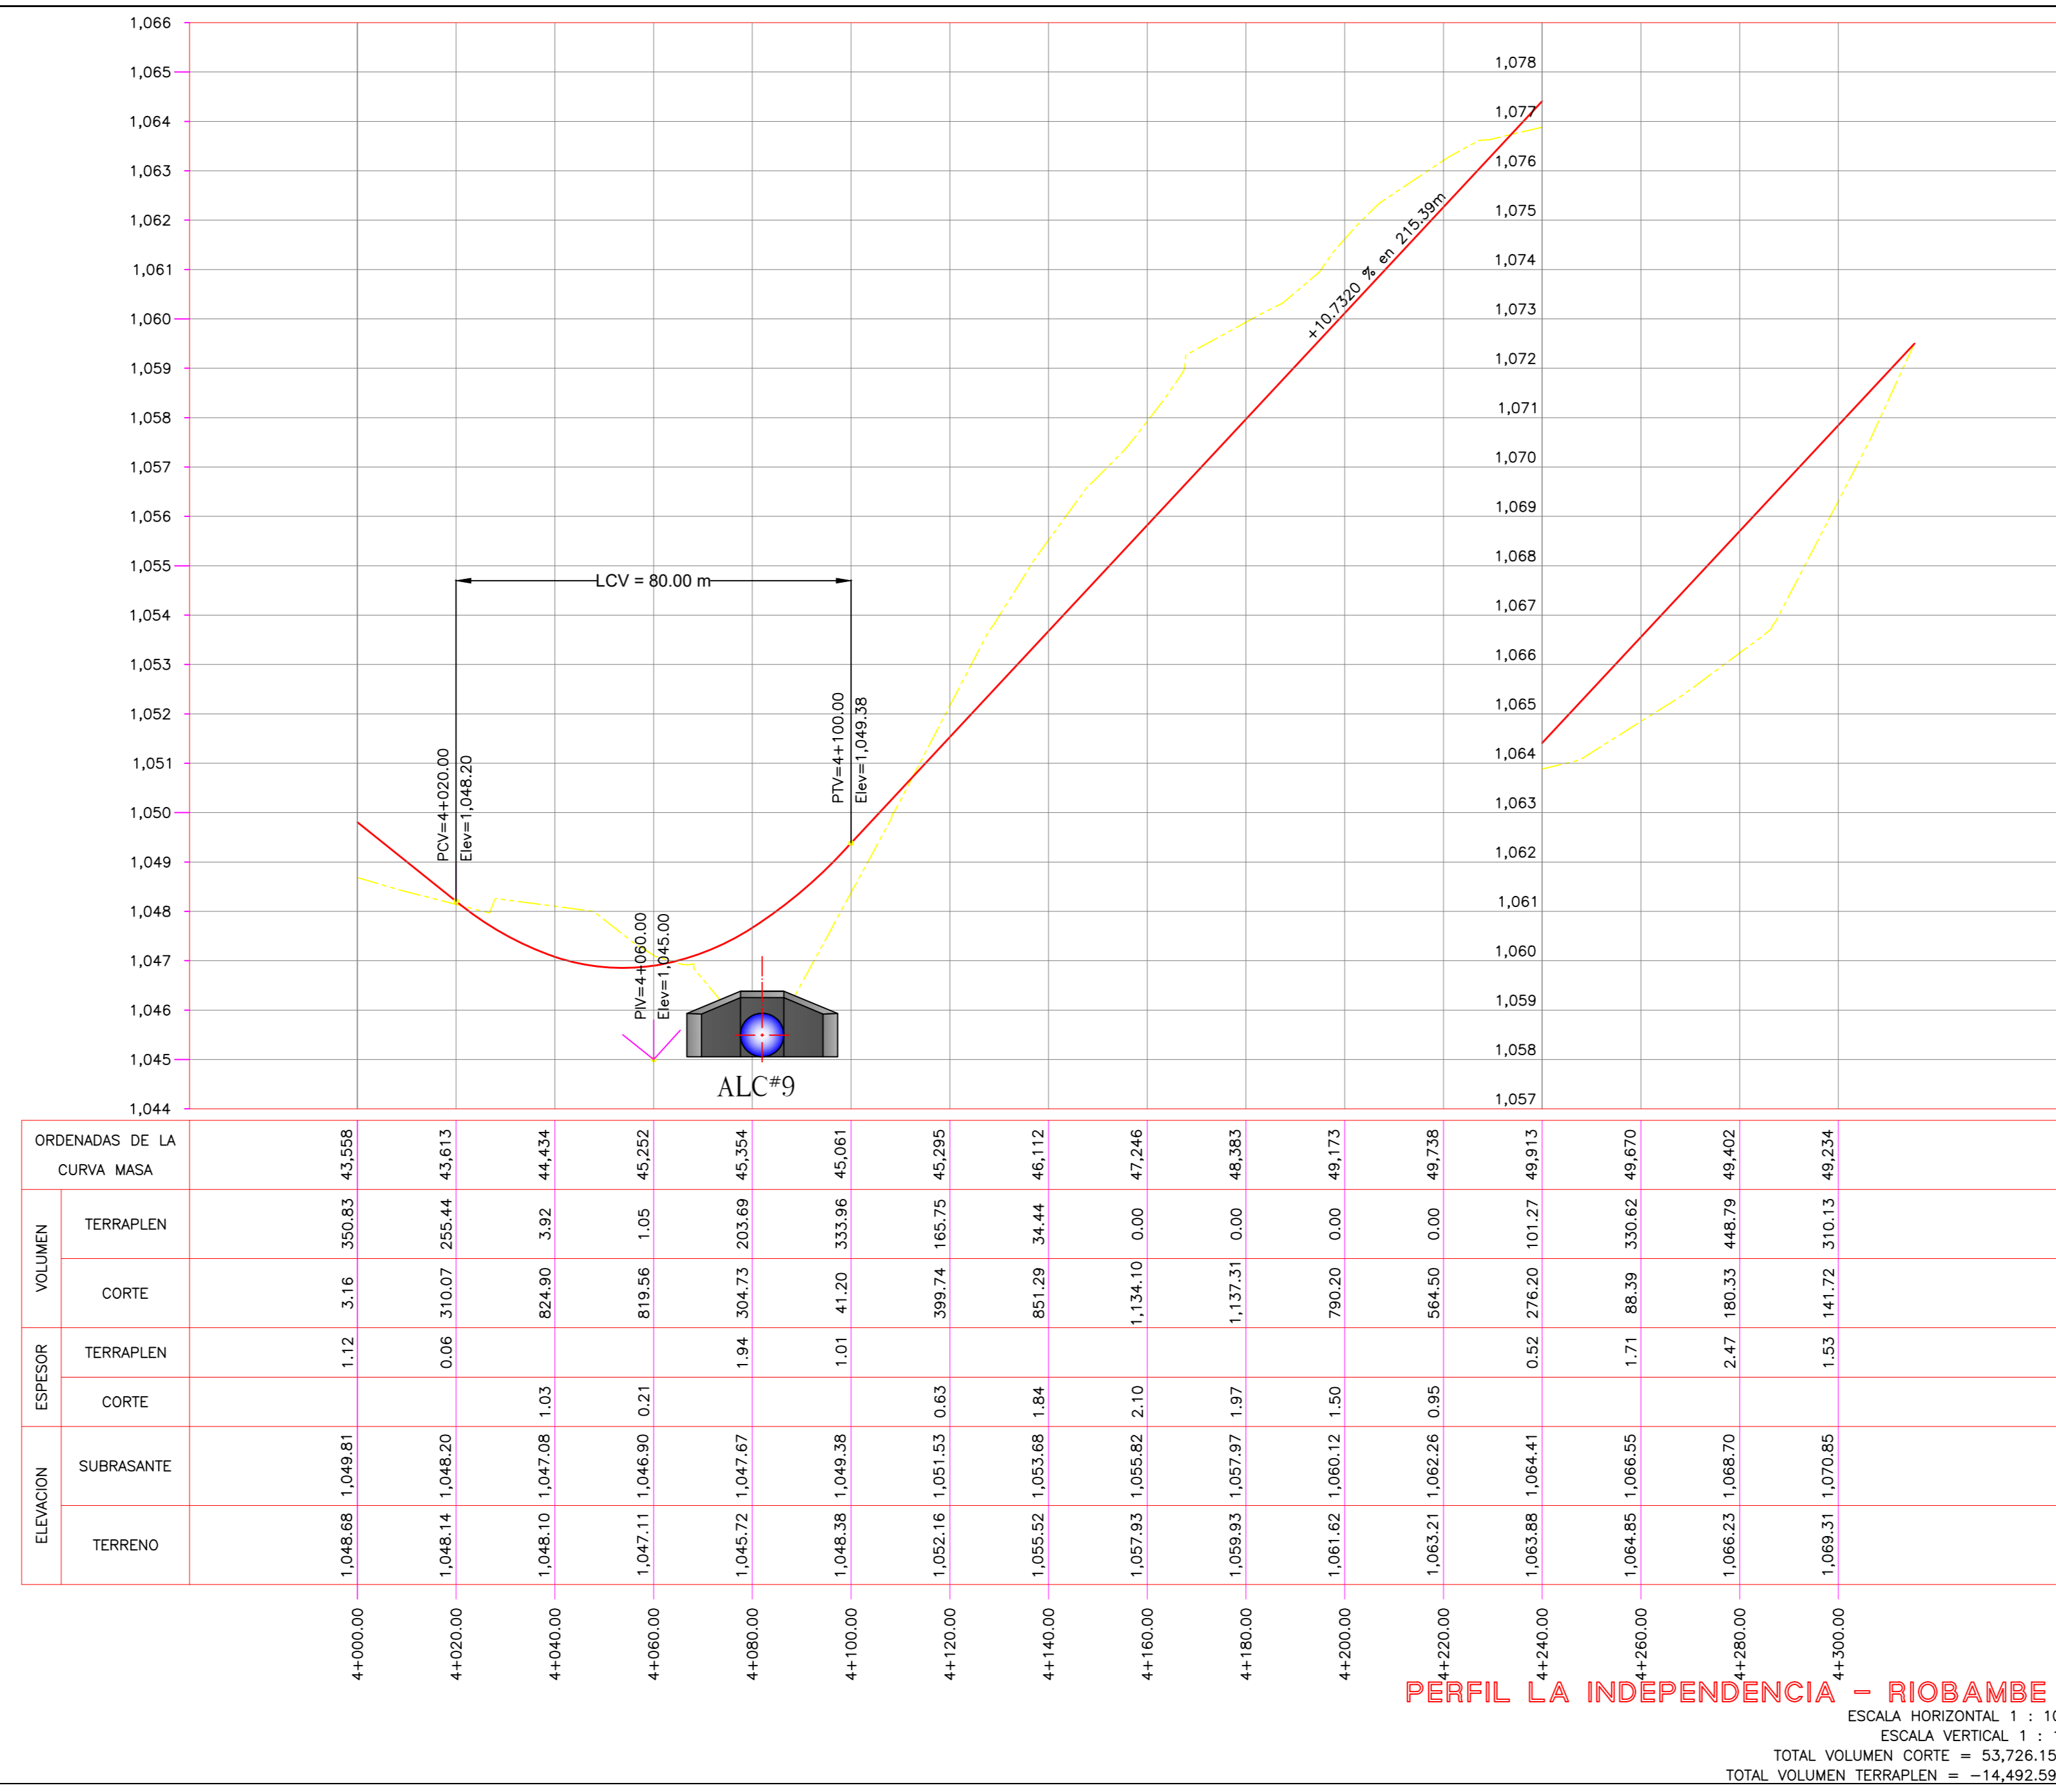 1,066
1,065
1,064
1,063
1,062
1,061
1,060
1,059
1,058
1,057
1,056
1,055
1,054
1,053
1,052
1,051
1,050
1,049
1,048
1,047
1,046
1,045
1,044
1,078
1,077
1,076
1,075
1,074
1,073
1,072
1,071
1,070
1,069
1,068
1,067
1,066
1,065
1,064
1,063
1,062
1,061
1,060
1,059
1,058
1,057
+10.7320 % en 215.39m
LCV = 80.00 m
PCV=4+020.00
Elev=1,048.20
PIV=4+060.00
Elev=1,045.00
PTV=4+100.00
Elev=1,049.38
ALC#9
ORDENADAS DE LA
CURVA MASA
43,558 43,613 44,434 45,252 45,354 45,061 45,295 46,112 47,246 48,383 49,173 49,738 49,913 49,670 49,402 49,234
VOLUMEN
TERRAPLEN 350.83 255.44 3.92 1.05 203.69 333.96 165.75 34.44 0.00 0.00 0.00 0.00 101.27 330.62 448.79 310.13
CORTE 3.16 310.07 824.90 819.56 304.73 41.20 399.74 851.29 1,134.10 1,137.31 790.20 564.50 276.20 88.39 180.33 141.72
ESPESOR
TERRAPLEN 1.12 0.06 1.94 1.01 0.52 1.71 2.47 1.53
CORTE 1.03 0.21 0.63 1.84 2.10 1.97 1.50 0.95
ELEVACION
SUBRASANTE 1,049.81 1,048.20 1,047.08 1,046.90 1,047.67 1,049.38 1,051.53 1,053.68 1,055.82 1,057.97 1,060.12 1,062.26 1,064.41 1,066.55 1,068.70 1,070.85
TERRENO 1,048.68 1,048.14 1,048.10 1,047.11 1,045.72 1,048.38 1,052.16 1,055.52 1,057.93 1,059.93 1,061.62 1,063.21 1,063.88 1,064.85 1,066.23 1,069.31
4+000.00 4+020.00 4+040.00 4+060.00 4+080.00 4+100.00 4+120.00 4+140.00 4+160.00 4+180.00 4+200.00 4+220.00 4+240.00 4+260.00 4+280.00 4+300.00
PERFIL LA INDEPENDENCIA - RIOBAMBE
ESCALA HORIZONTAL 1 : 10
ESCALA VERTICAL 1 :
TOTAL VOLUMEN CORTE = 53,726.15
TOTAL VOLUMEN TERRAPLEN = -14,492.59